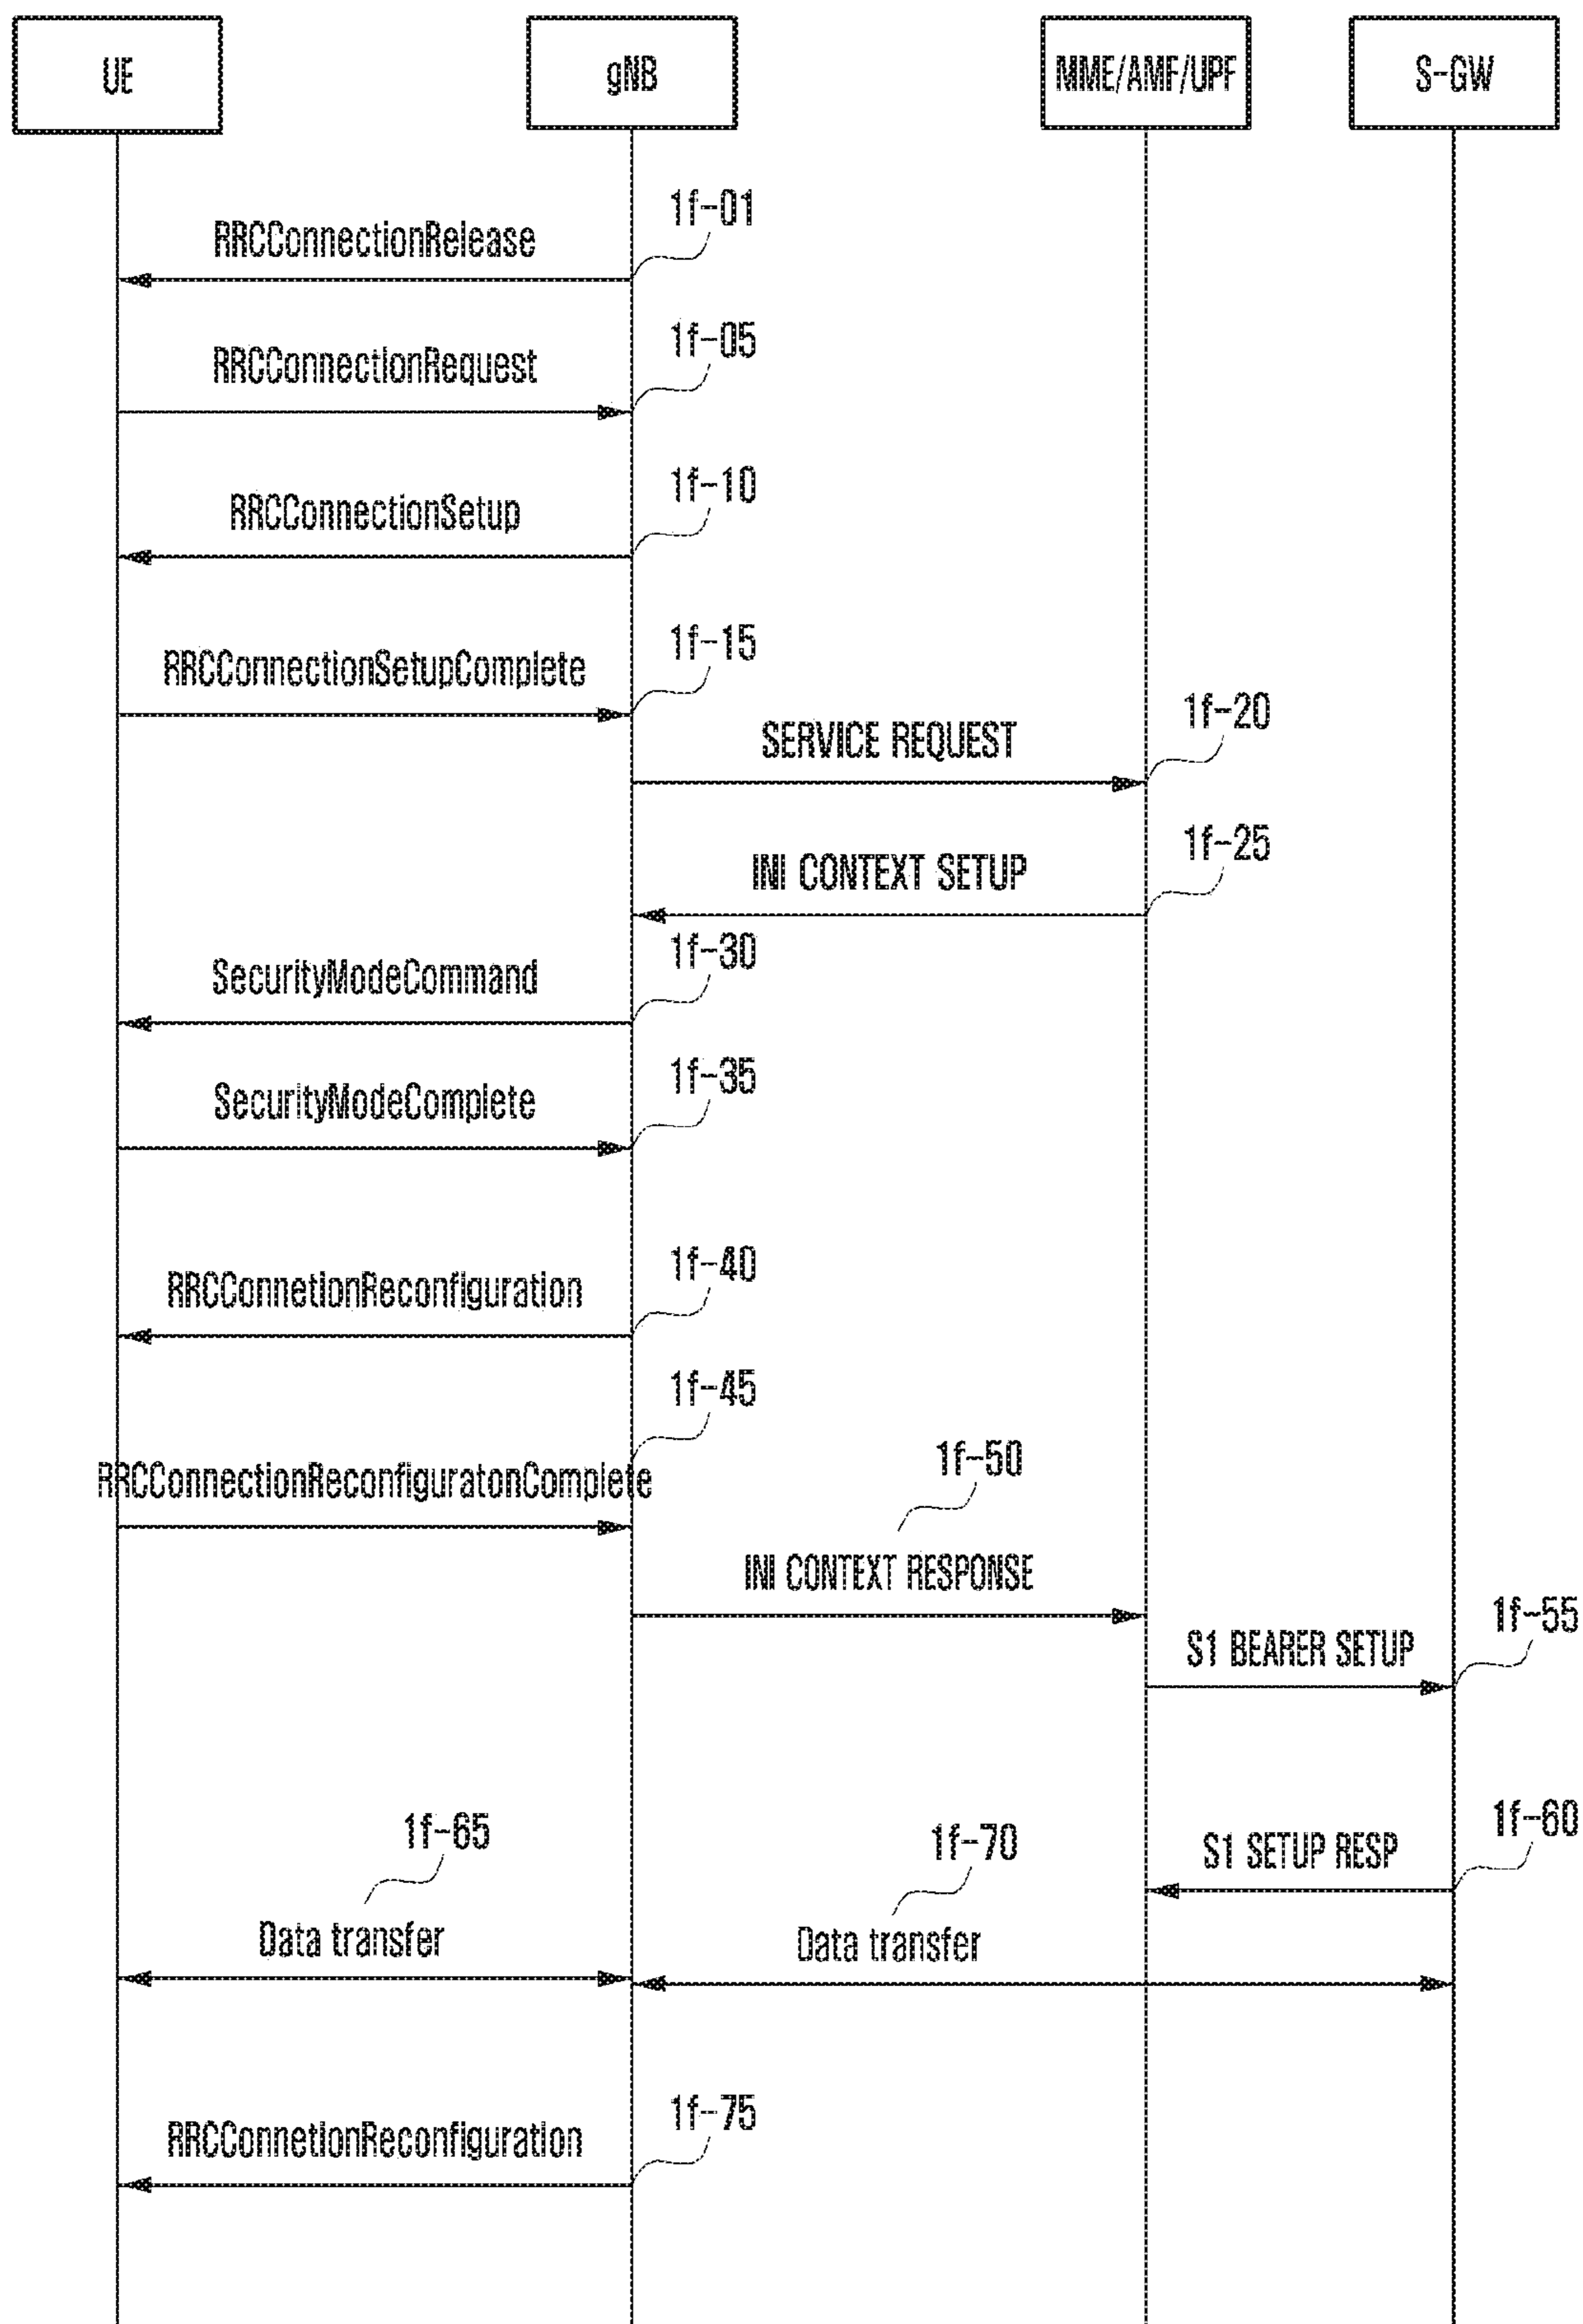 UE
gNB
MME/AMF/UPF
S-GW
1f-01
RRCConnectionRelease
1f-05
RRCConnectionRequest
1f-10
RRCConnectionSetup
1f-15
RRCConnectionSetupComplete
1f-20
SERVICE REQUEST
1f-25
INI CONTEXT SETUP
1f-30
SecurityModeCommand
1f-35
SecurityModeComplete
1f-40
RRCConnetionReconfiguration
1f-45
RRCConnectionReconfiguratonComplete
1f-50
INI CONTEXT RESPONSE
1f-55
S1 BEARER SETUP
1f-60
S1 SETUP RESP
1f-65
Data transfer
1f-70
Data transfer
1f-75
RRCConnetionReconfiguration